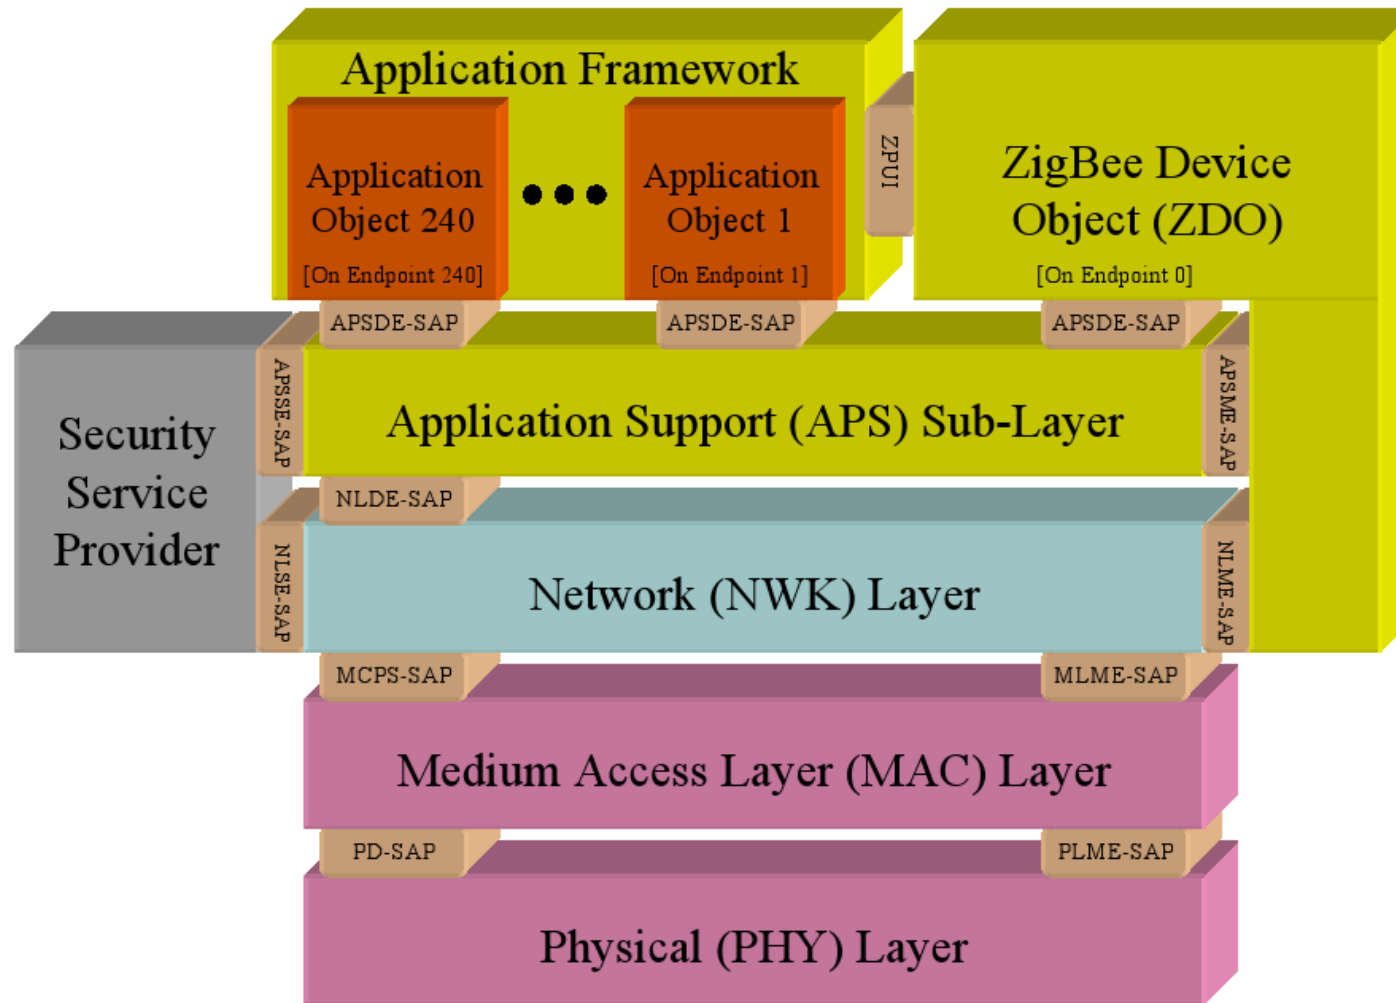 Application Framework
Application
Object 240
[On Endpoint 240]
Application
Object 1
[On Endpoint 1]
ZPUI
ZigBee Device
Object (ZDO)
[On Endpoint 0]
APSDE-SAP
APSDE-SAP
APSDE-SAP
Security
Service
Provider
APSSE-SAP
Application Support (APS) Sub-Layer
APSME-SAP
NLDE-SAP
NLSE-SAP
Network (NWK) Layer
NLME-SAP
MCPS-SAP
MLME-SAP
Medium Access Layer (MAC) Layer
PD-SAP
PLME-SAP
Physical (PHY) Layer